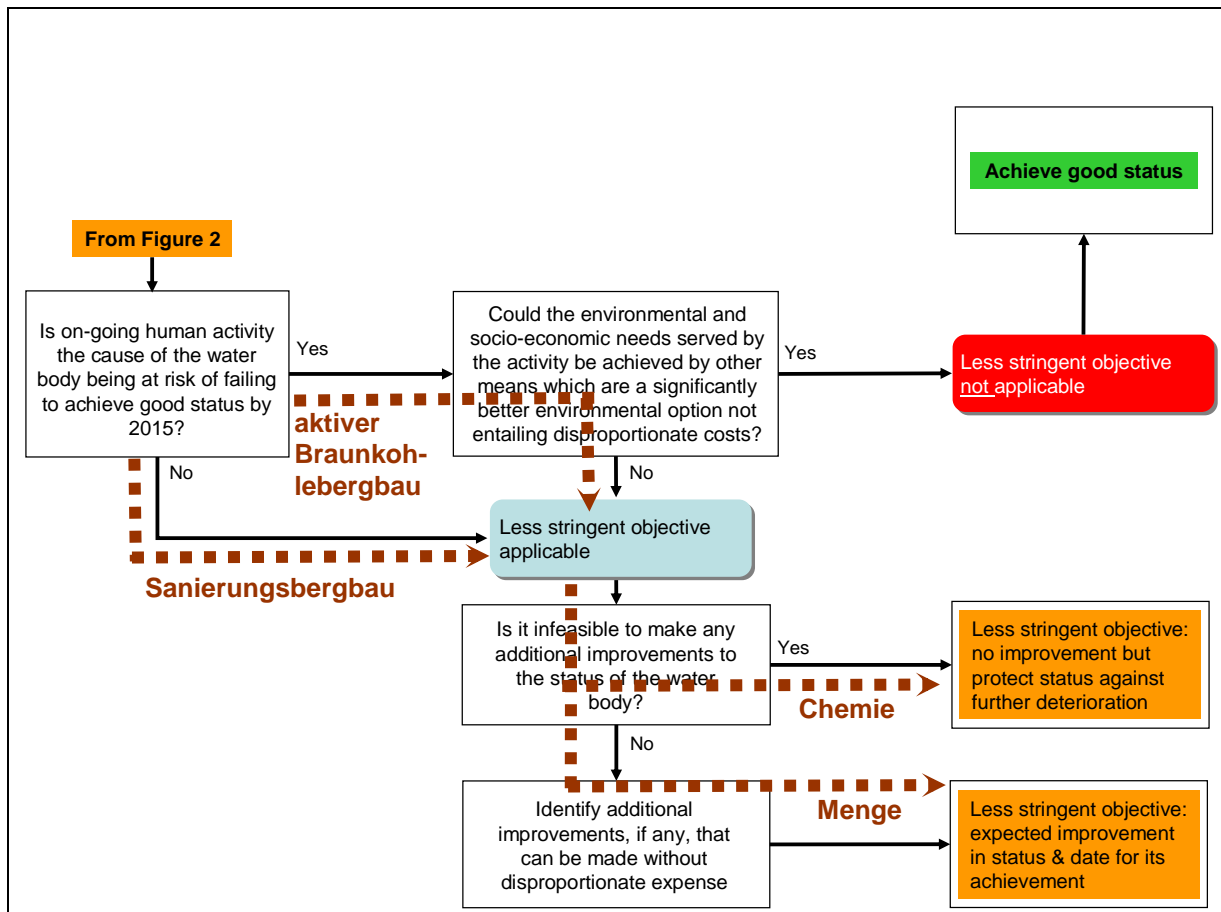 Achieve good status
From Figure 2
Is on-going human activity
the cause of the water
body being at risk of failing
to achieve good status by
2015?
Yes
Could the environmental and
socio-economic needs served by
the activity be achieved by other
means which are a significantly
better environmental option not
entailing disproportionate costs?
Yes
Less stringent objective
not applicable
aktiver
Braunkoh-
lebergbau
No
No
Less stringent objective
applicable
Sanierungsbergbau
Is it infeasible to make any
additional improvements to
the status of the water
body?
Yes
Less stringent objective:
no improvement but
protect status against
further deterioration
Chemie
No
Menge
Identify additional
improvements, if any, that
can be made without
disproportionate expense
Less stringent objective:
expected improvement
in status & date for its
achievement